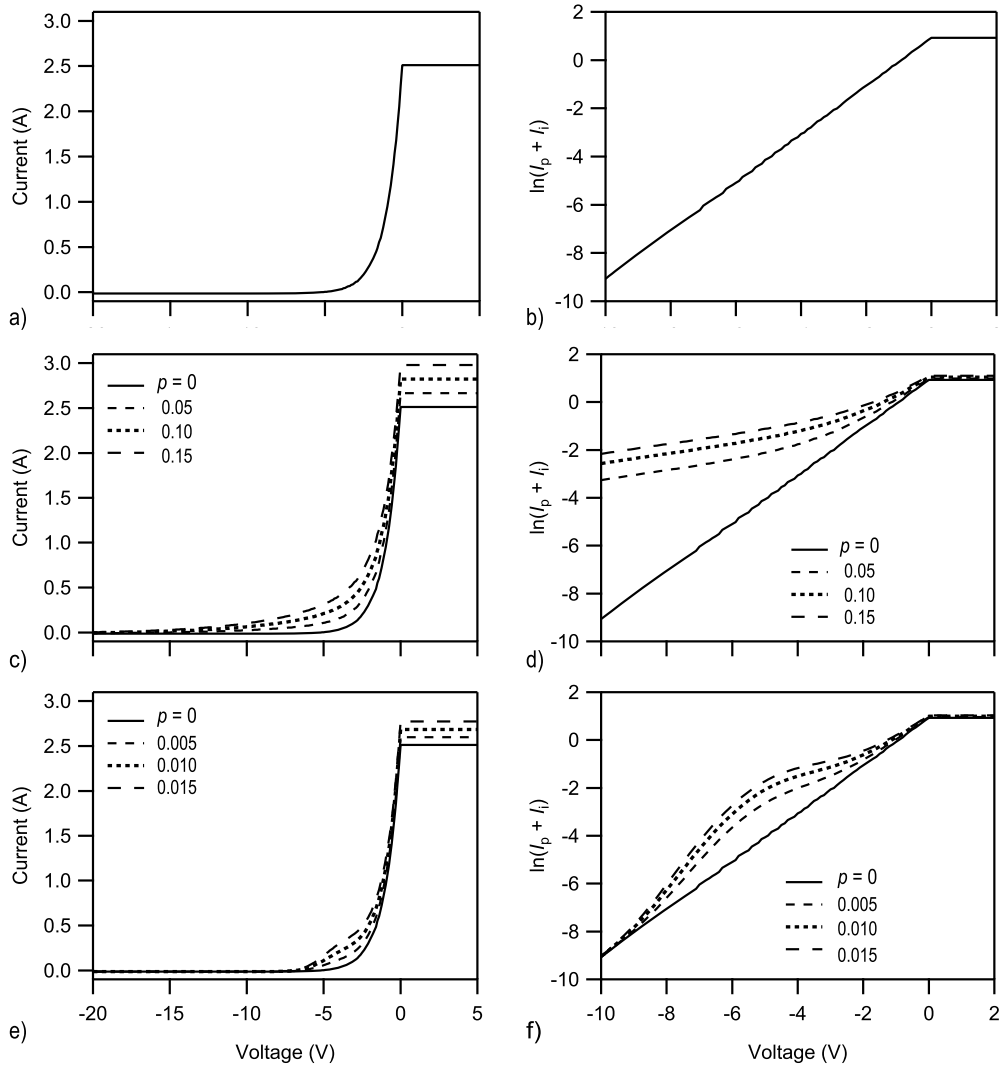 3.0
2.5
2.0
1.5
1.0
0.5
0.0
Current (A)
a)
2
0
-2
-4
-6
-8
-10
ln(Ip + Ii)
b)
3.0
2.5
2.0
1.5
1.0
0.5
0.0
Current (A)
p = 0
0.05
0.10
0.15
c)
2
0
-2
-4
-6
-8
-10
ln(Ip + Ii)
p = 0
0.05
0.10
0.15
d)
3.0
2.5
2.0
1.5
1.0
0.5
0.0
Current (A)
p = 0
0.005
0.010
0.015
-20 -15 -10 -5 0 5
e)
Voltage (V)
2
0
-2
-4
-6
-8
-10
ln(Ip + Ii)
p = 0
0.005
0.010
0.015
-10 -8 -6 -4 -2 0 2
f)
Voltage (V)